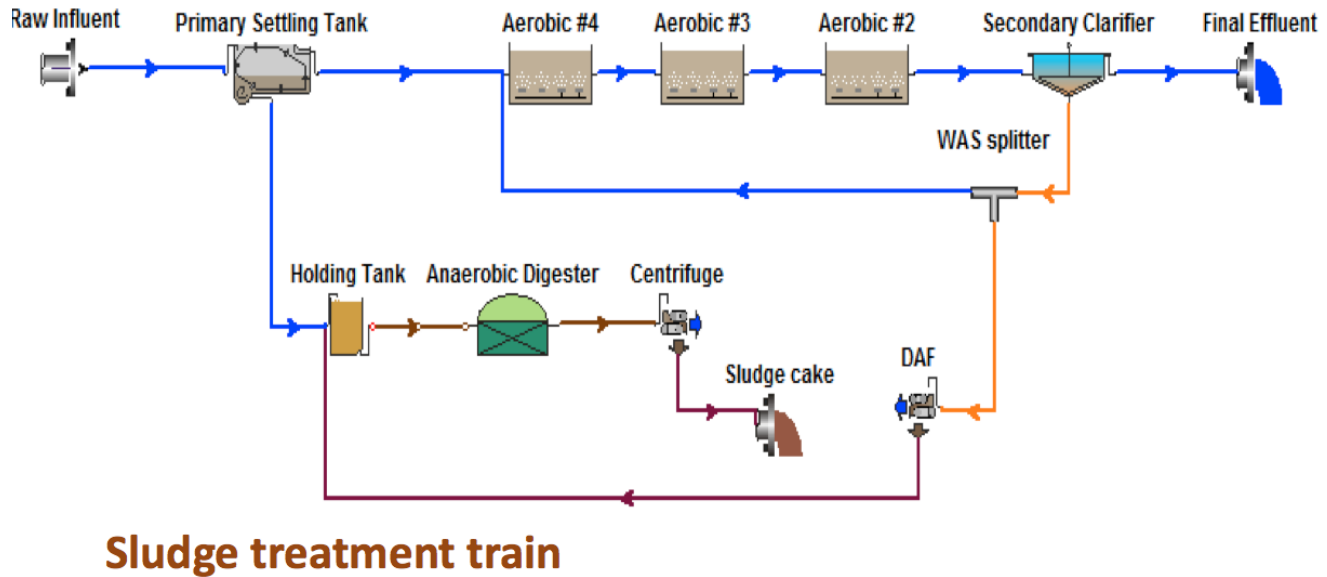 Raw Influent
Primary Settling Tank
Aerobic #4
Aerobic #3
Aerobic #2
Secondary Clarifier
Final Effluent
WAS splitter
Holding Tank
Anaerobic Digester
Centrifuge
DAF
Sludge cake
Sludge treatment train